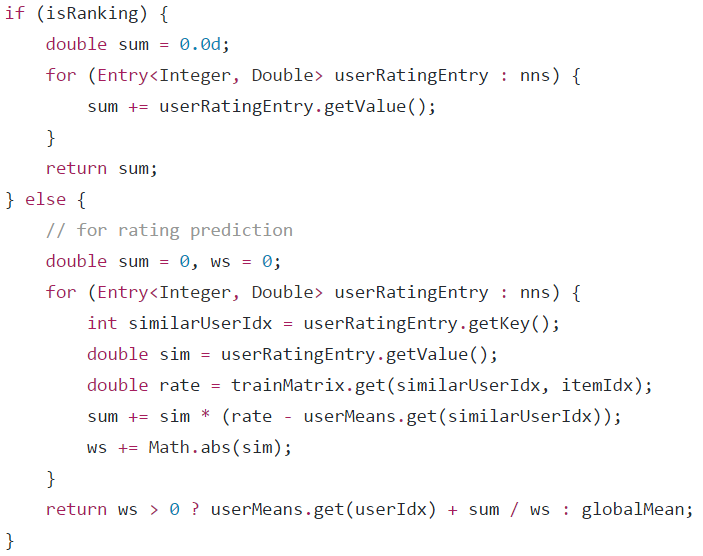 if (isRanking) {
    double sum = 0.0d;
    for (Entry<Integer, Double> userRatingEntry : nns) {
        sum += userRatingEntry.getValue();
    }
    return sum;
} else {
    // for rating prediction
    double sum = 0, ws = 0;
    for (Entry<Integer, Double> userRatingEntry : nns) {
        int similarUserIdx = userRatingEntry.getKey();
        double sim = userRatingEntry.getValue();
        double rate = trainMatrix.get(similarUserIdx, itemIdx);
        sum += sim * (rate - userMeans.get(similarUserIdx));
        ws += Math.abs(sim);
    }
    return ws > 0 ? userMeans.get(userIdx) + sum / ws : globalMean;
}